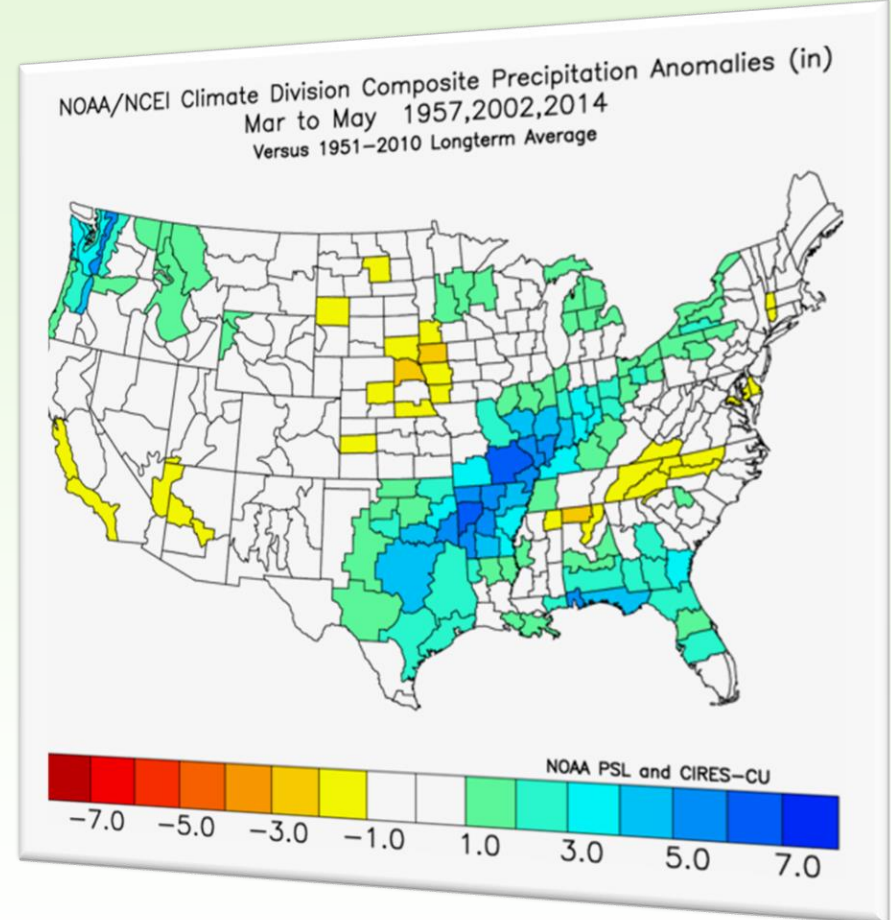 NOAA/NCEI Climate Division Composite Precipitation Anomalies (in)
Mar to May 1957,2002,2014
Versus 1951-2010 Longterm Average
NOAA PSL and CIRES-CU
-7.0 -5.0 -3.0 -1.0 1.0 3.0 5.0 7.0